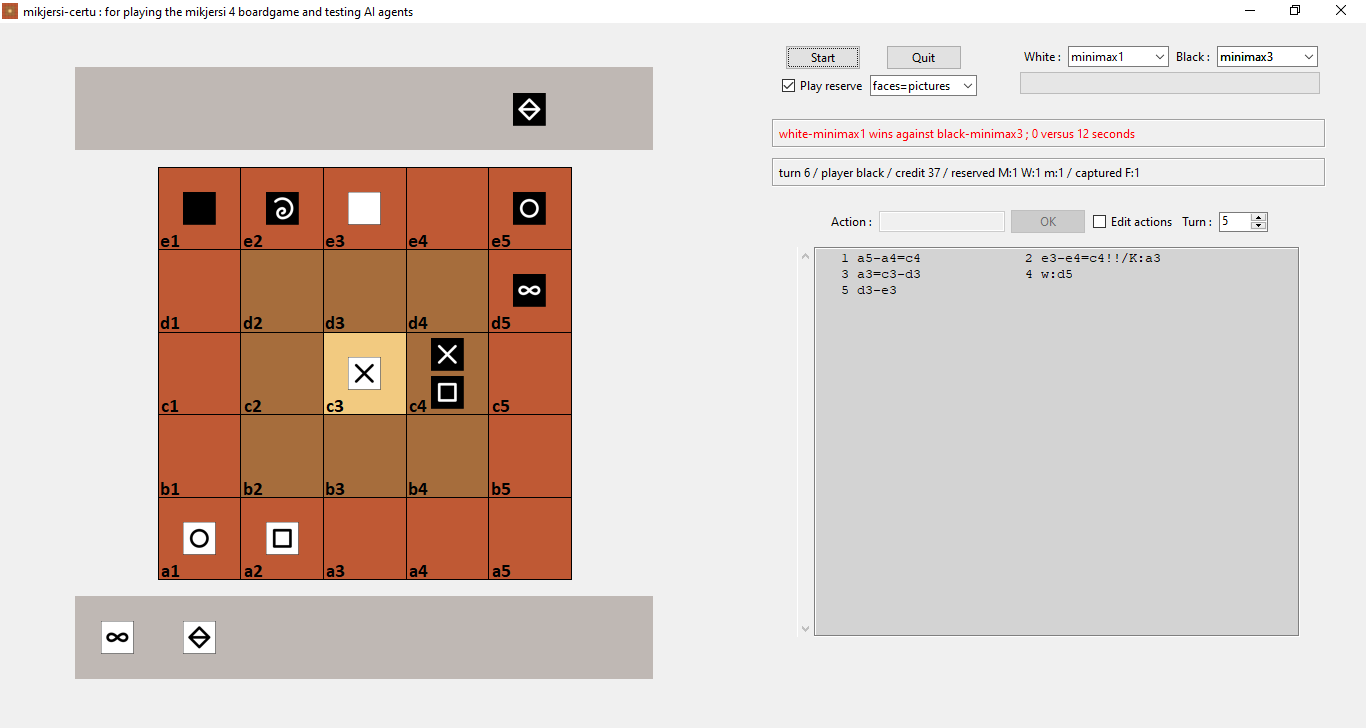 mikjersi-certu : for playing the mikjersi 4 boardgame and testing AI agents
Start Quit White : minimax1 Black : minimax3
Play reserve faces=pictures
white-minimax1 wins against black-minimax3 ; 0 versus 12 seconds
turn 6 / player black / credit 37 / reserved M:1 W:1 m:1 / captured F:1
Action : OK Edit actions Turn : 5
1 a5-a4=c4 2 e3-e4=c4!!/K:a3
3 a3=c3-d3 4 w:d5
5 d3-e3
e1 e2 e3 e4 e5
d1 d2 d3 d4 d5
c1 c2 c3 c4 c5
b1 b2 b3 b4 b5
a1 a2 a3 a4 a5